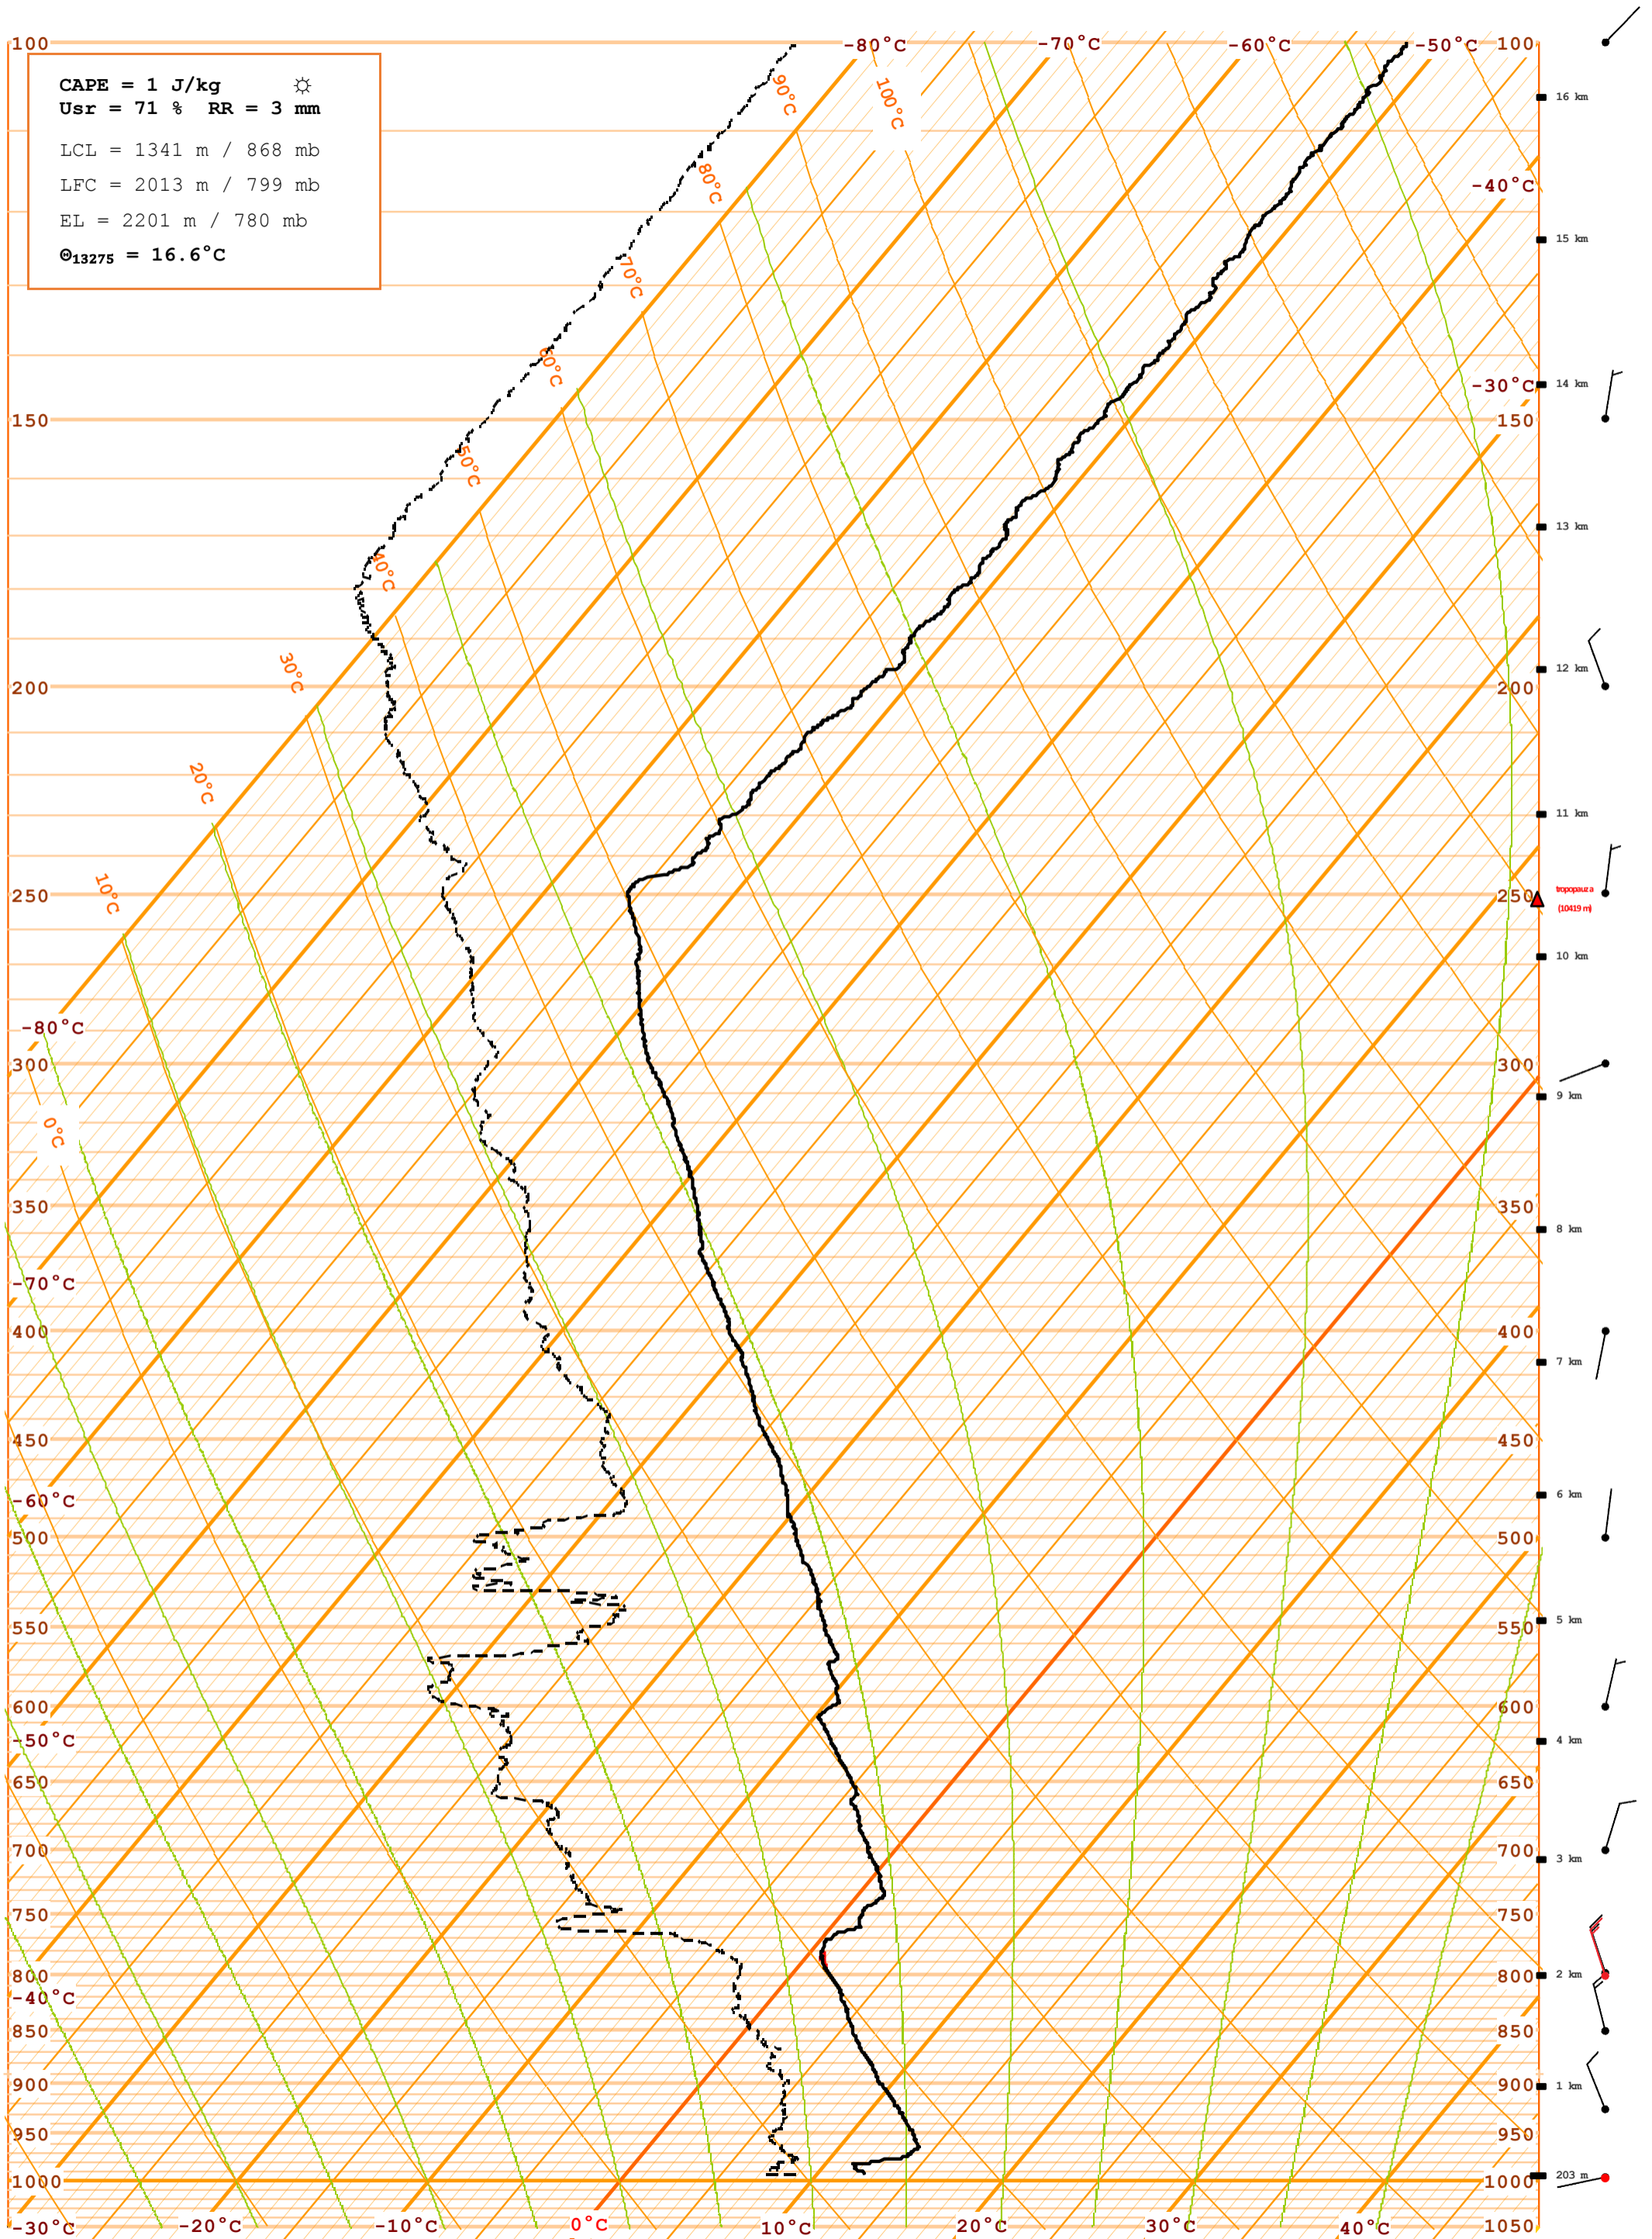 100 -80°C -70°C -60°C -50°C 100
CAPE = 1 J/kg ☼
Usr = 71 % RR = 3 mm
LCL = 1341 m / 868 mb
LFC = 2013 m / 799 mb
EL = 2201 m / 780 mb
Θ13275 = 16.6°C
90°C 100°C
16 km
80°C
-40°C
15 km
70°C
60°C
-30°C
14 km
150 150
50°C
13 km
40°C
30°C
12 km
200 200
20°C
11 km
10°C
250 250
tropopauza
(10419 m)
10 km
-80°C
300 300
9 km
0°C
350 350
8 km
-70°C
400 400
7 km
450 450
6 km
-60°C
500 500
5 km
550 550
600 600
-50°C
4 km
650 650
700 700
3 km
750 750
800 800
2 km
-40°C
850 850
900 900
1 km
950 950
203 m
1000 1000
-30°C -20°C -10°C 0°C 10°C 20°C 30°C 40°C 1050